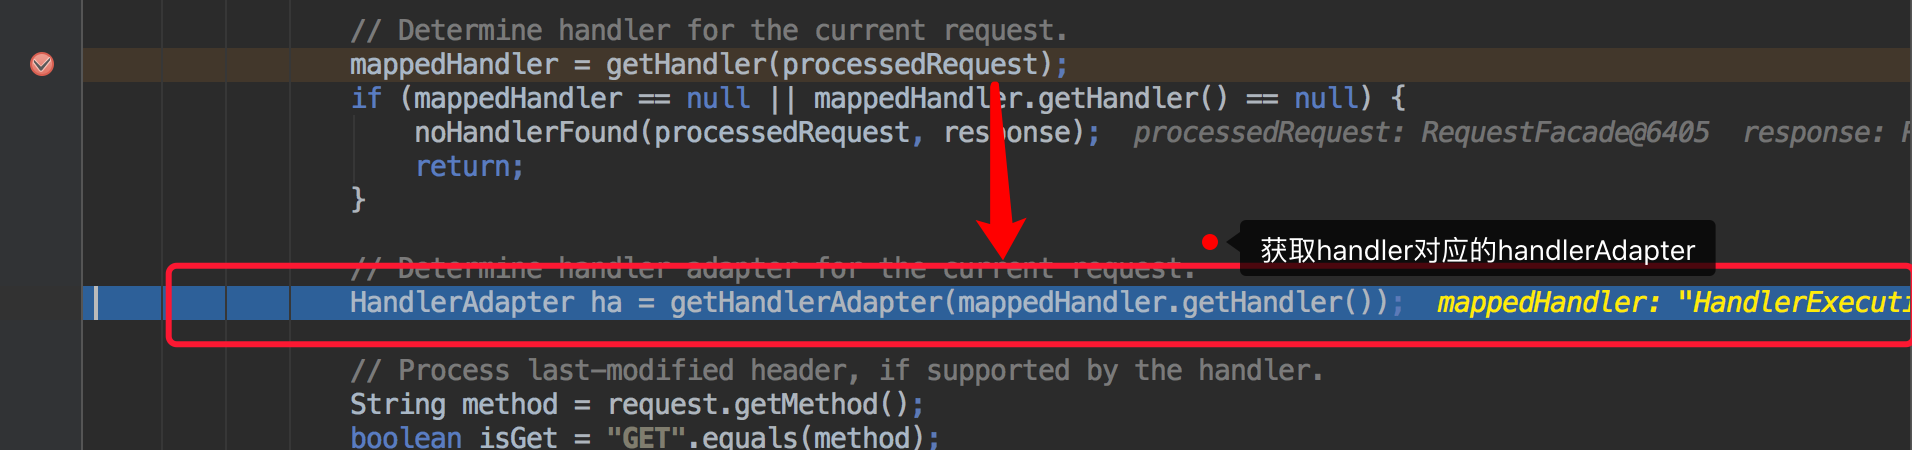 // Determine handler for the current request.
mappedHandler = getHandler(processedRequest);
if (mappedHandler == null || mappedHandler.getHandler() == null) {
noHandlerFound(processedRequest, response); processedRequest: RequestFacade@6405 response:
return;
}
获取handler对应的handlerAdapter
// Determine handler adapter for the current request.
HandlerAdapter ha = getHandlerAdapter(mappedHandler.getHandler()); mappedHandler: "HandlerExecuti
// Process last-modified header, if supported by the handler.
String method = request.getMethod();
boolean isGet = "GET".equals(method);